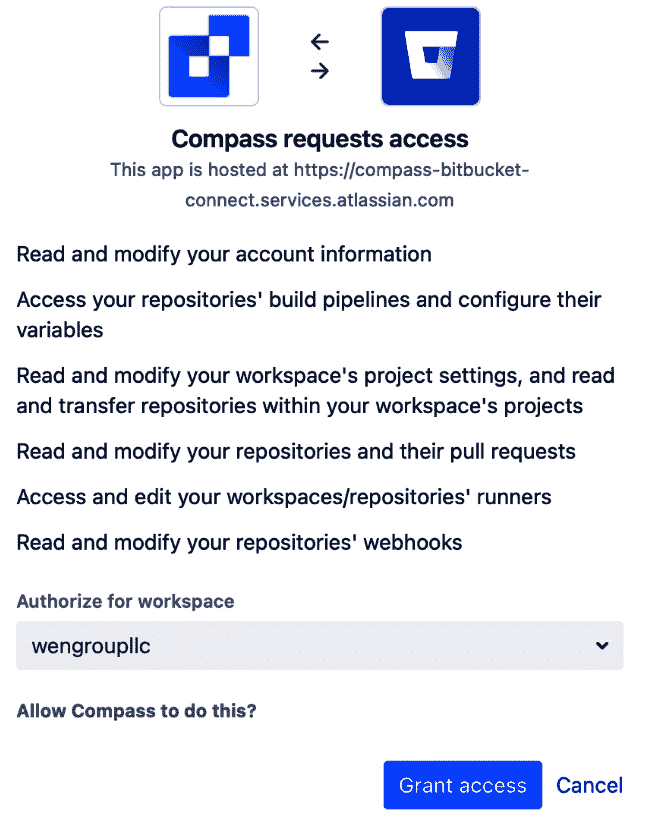 Compass requests access
This app is hosted at https://compass-bitbucket-
connect.services.atlassian.com
Read and modify your account information
Access your repositories' build pipelines and configure their
variables
Read and modify your workspace's project settings, and read
and transfer repositories within your workspace's projects
Read and modify your repositories and their pull requests
Access and edit your workspaces/repositories' runners
Read and modify your repositories' webhooks
Authorize for workspace
wengroupllc
Allow Compass to do this?
Grant access Cancel